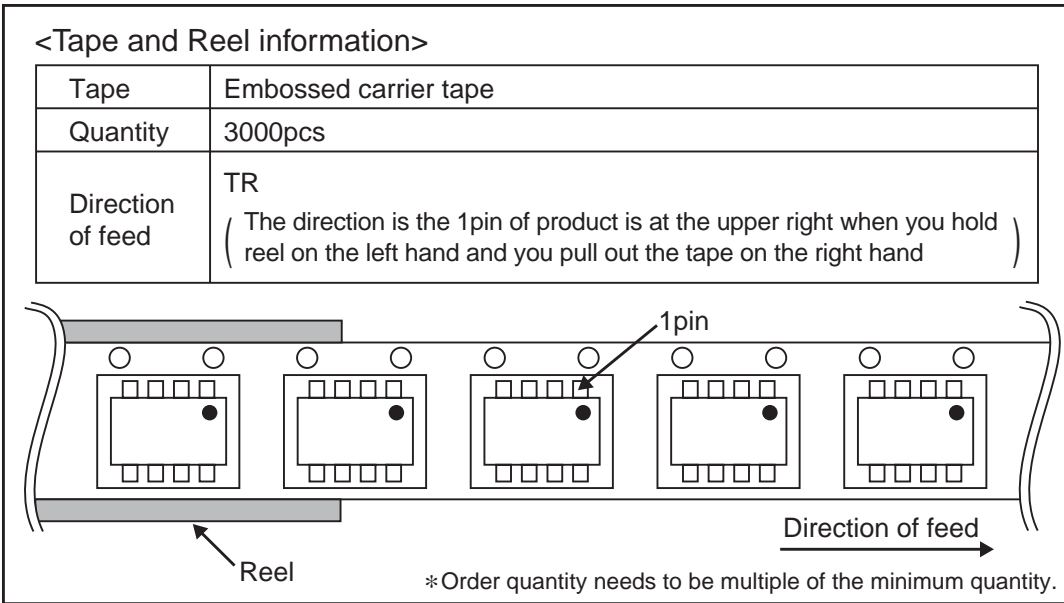 <Tape and Reel information>
Tape Embossed carrier tape
Quantity 3000pcs
Direction of feed
TR
( The direction is the 1pin of product is at the upper right when you hold
reel on the left hand and you pull out the tape on the right hand )
1pin
Direction of feed
Reel
∗Order quantity needs to be multiple of the minimum quantity.